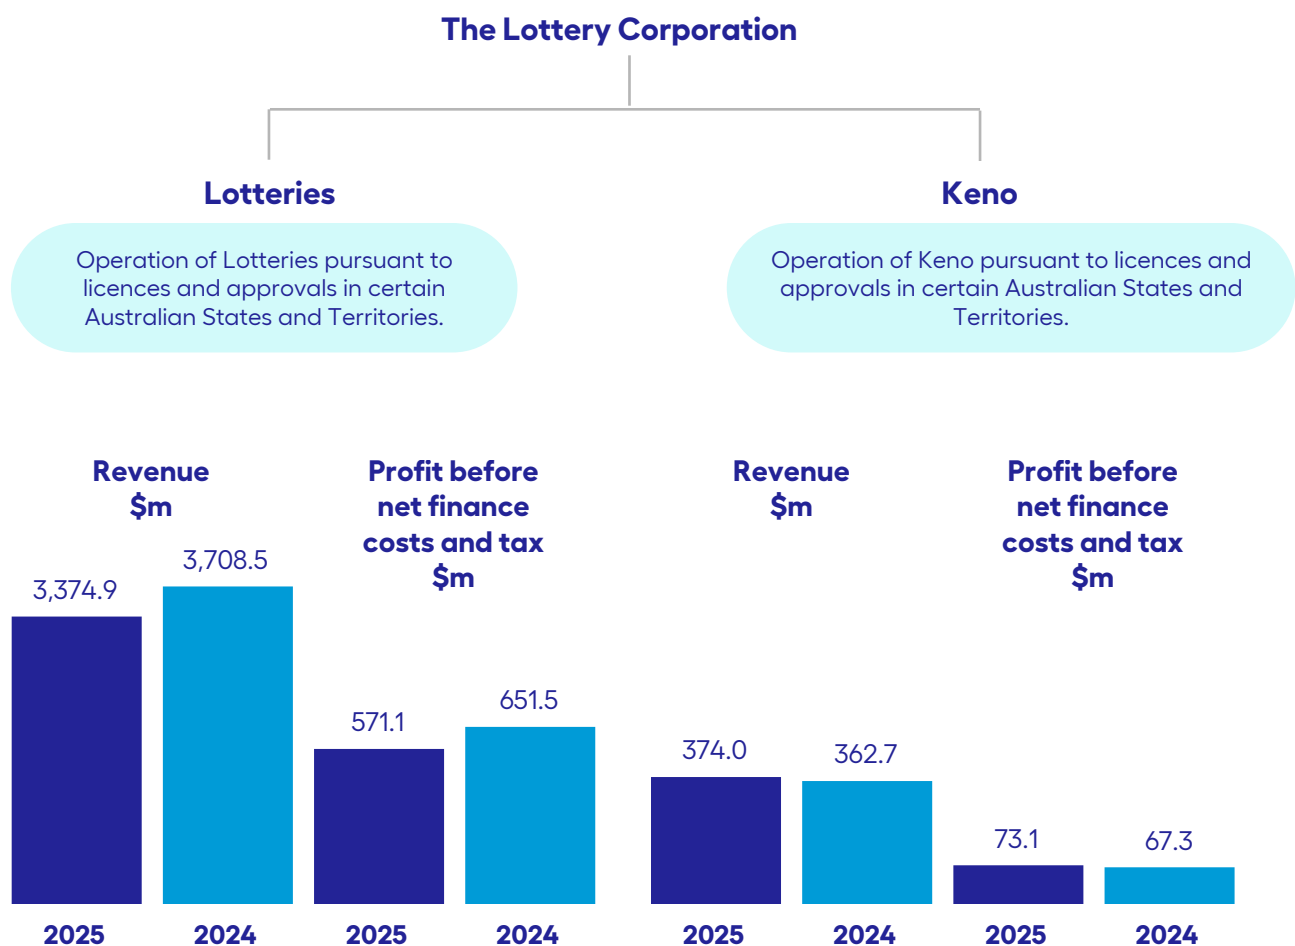 The Lottery Corporation
Lotteries
Operation of Lotteries pursuant to
licences and approvals in certain
Australian States and Territories.
Keno
Operation of Keno pursuant to licences and
approvals in certain Australian States and
Territories.
Revenue
$m
3,374.9
3,708.5
2025
2024
Profit before
net finance
costs and tax
$m
571.1
651.5
2025
2024
Revenue
$m
374.0
362.7
2025
2024
Profit before
net finance
costs and tax
$m
73.1
67.3
2025
2024